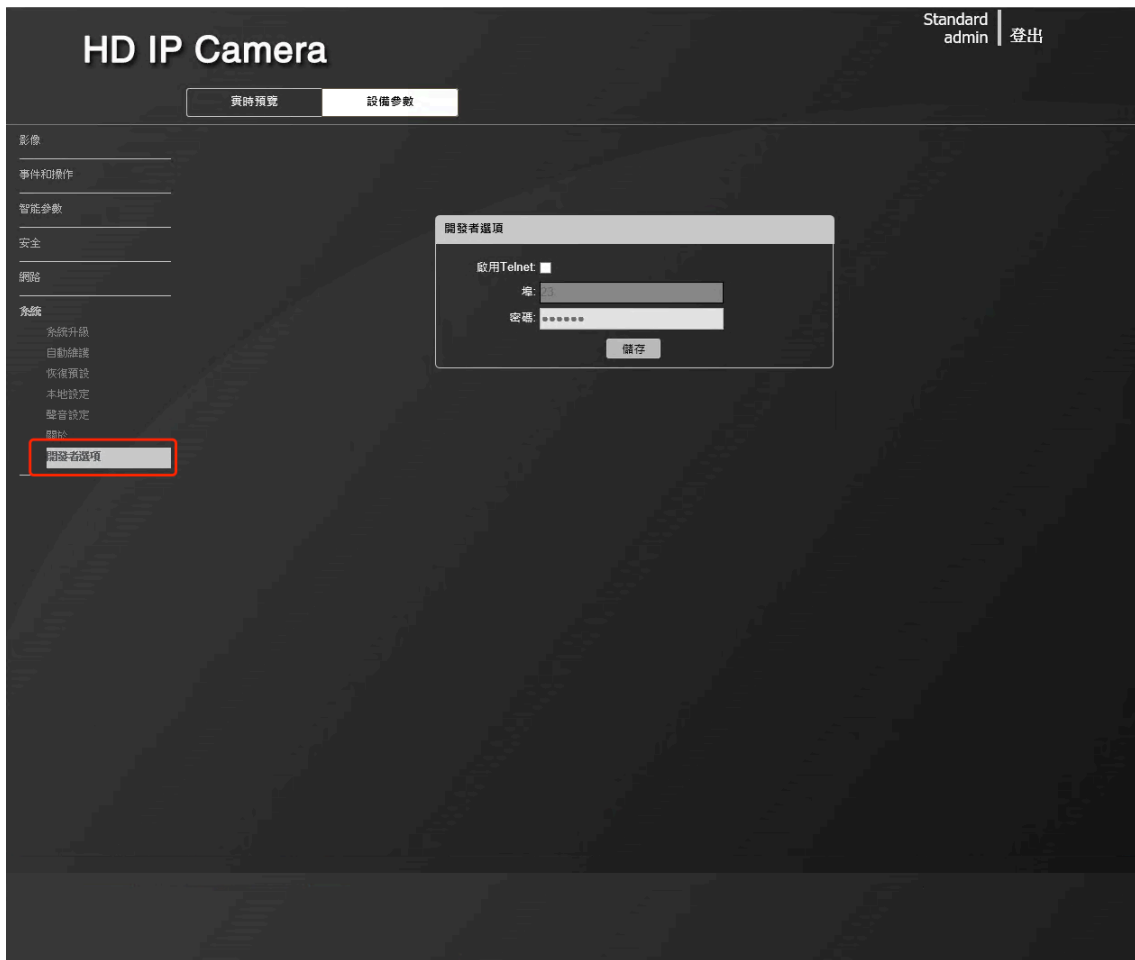 HD IP Camera
Standard
admin
登出
實時預覽
設備參數
影像
事件和操作
智能參數
安全
網路
系統
系統升級
自動維護
恢復預設
本地設定
聲音設定
關於
開發者選項
開發者選項
啟用Telnet:
埠: 23
密碼: ••••••
儲存